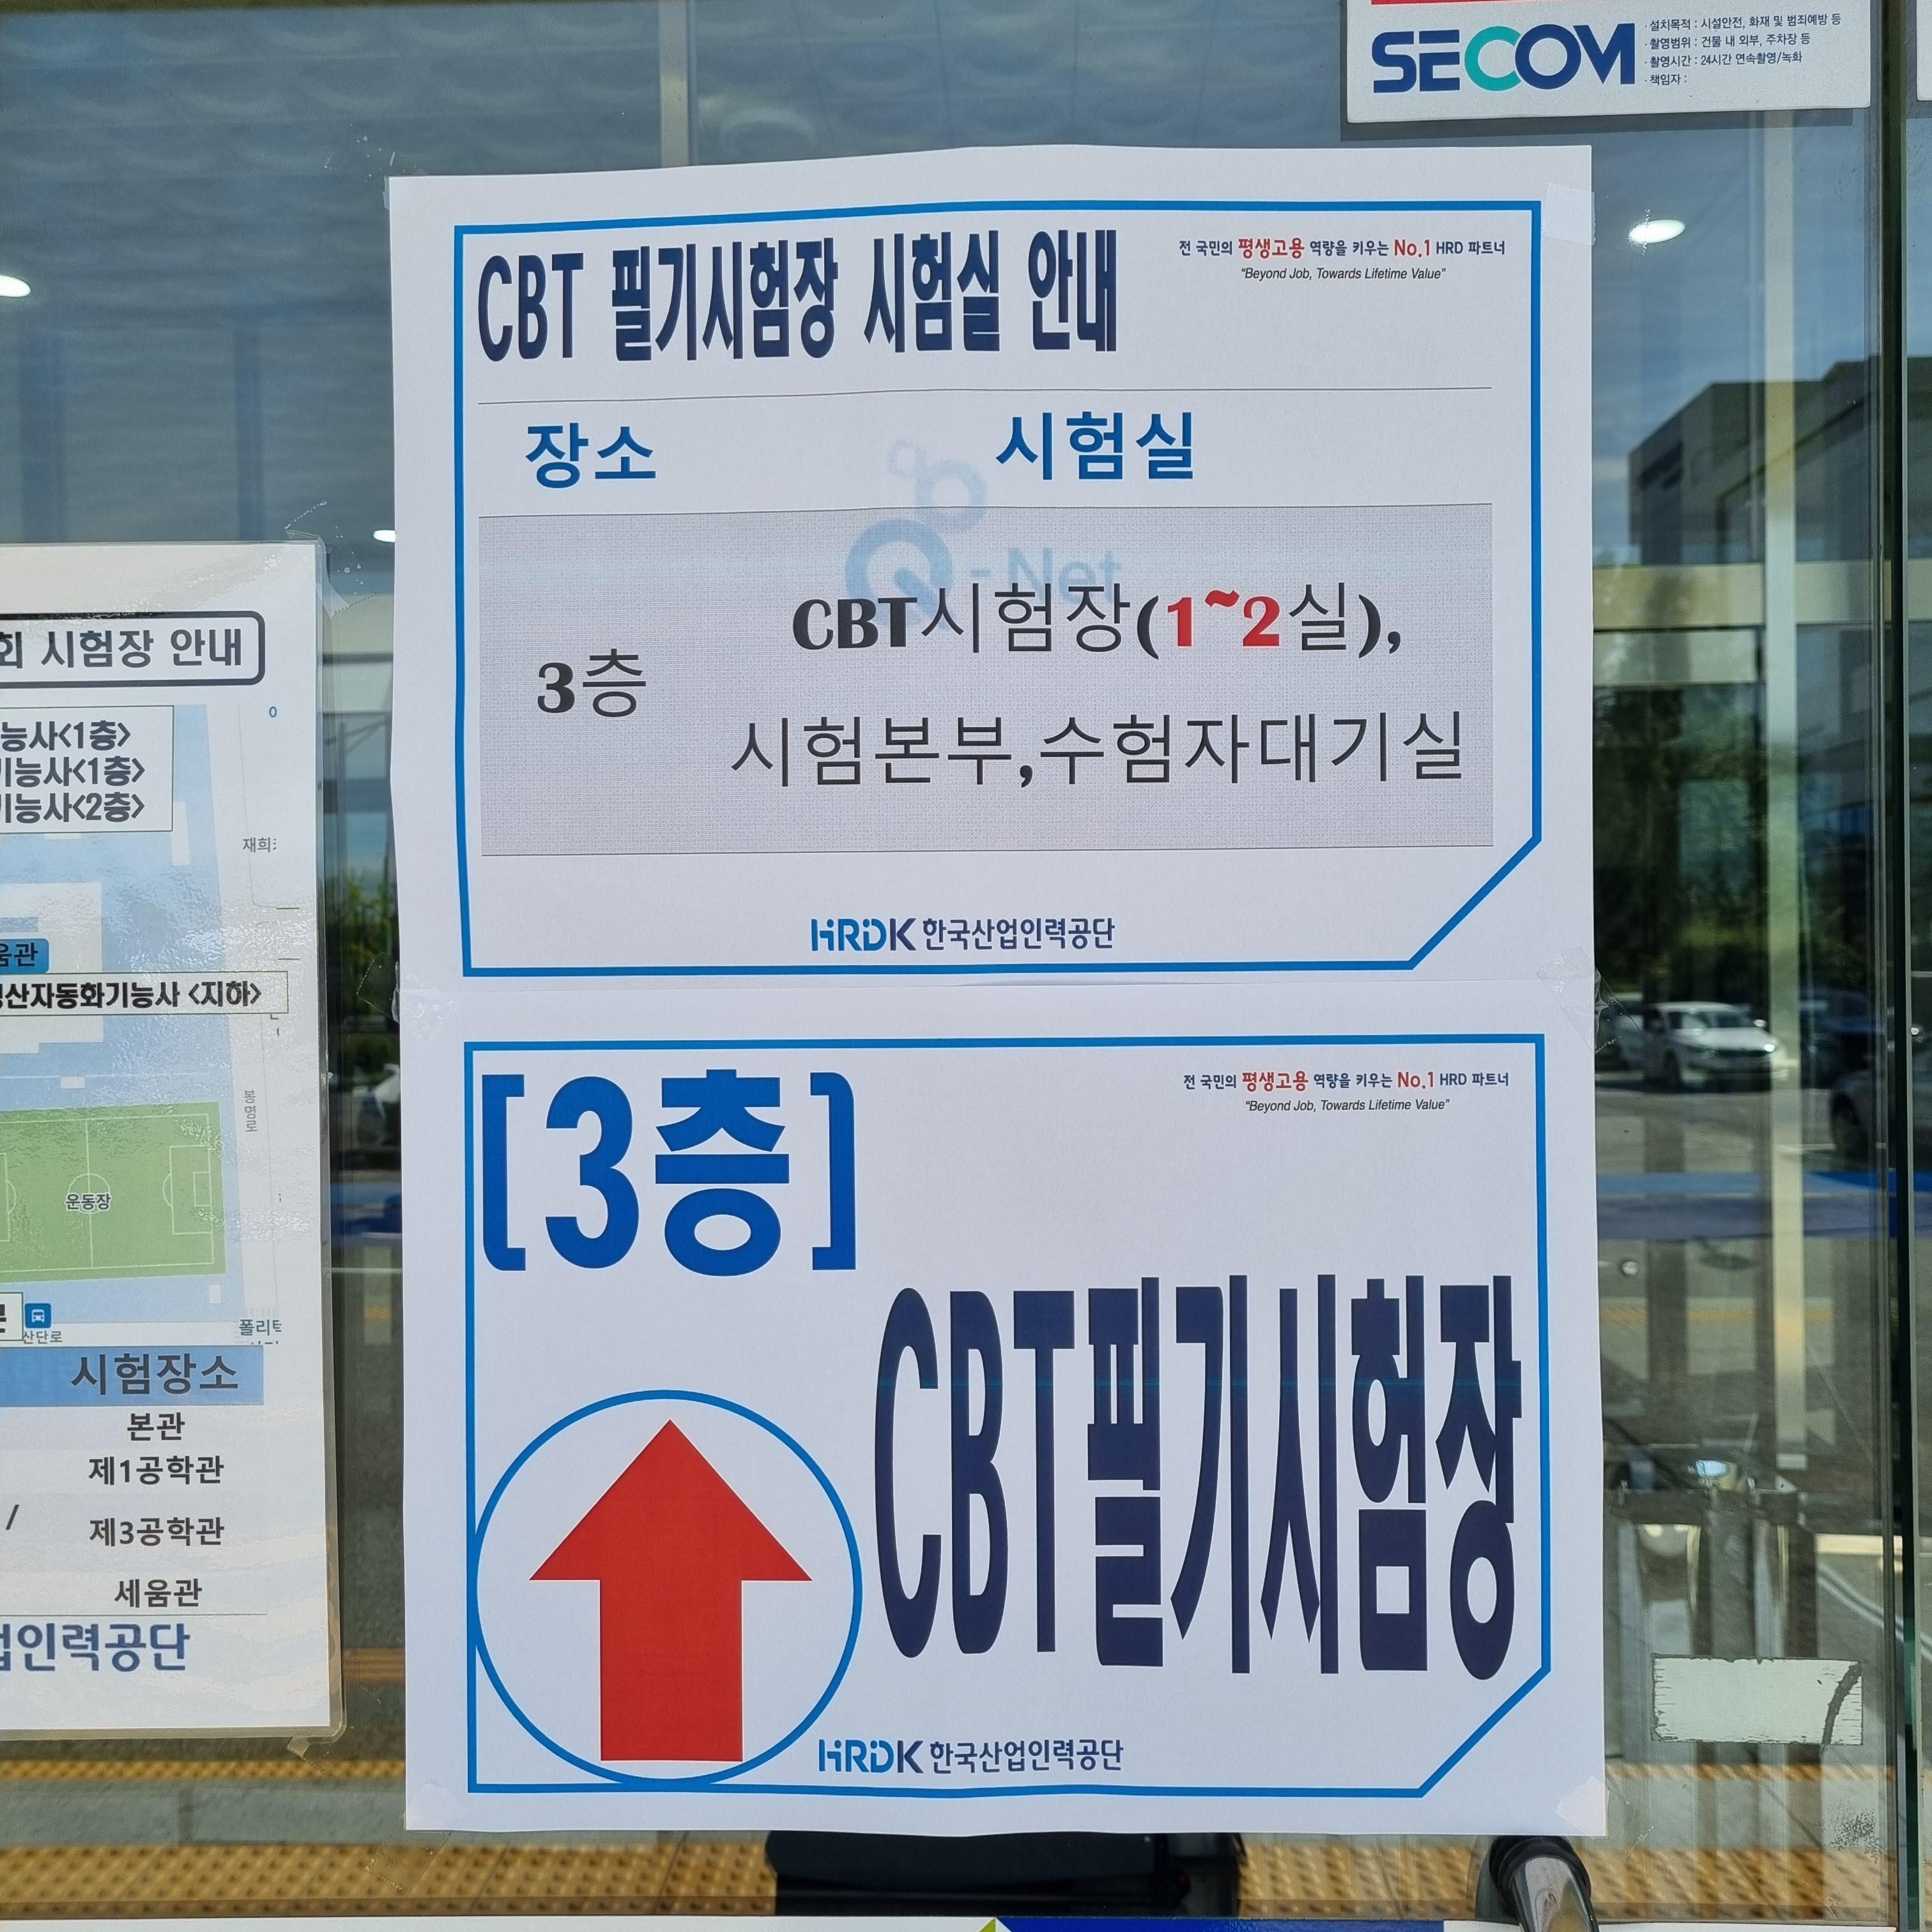 SECOM
· 설치목적 : 시설안전, 화재 및 범죄예방 등
· 촬영범위 : 건물 내 외부, 주차장 등
· 촬영시간 : 24시간 연속촬영/녹화
· 책임자 :
CBT 필기시험장 시험실 안내
전 국민의 평생고용 역량을 키우는 No.1 HRD 파트너
“Beyond Job, Towards Lifetime Value”
장소 시험실
Q-Net
3층
CBT시험장(1~2실),
시험본부,수험자대기실
HRDK 한국산업인력공단
[3층]
전 국민의 평생고용 역량을 키우는 No.1 HRD 파트너
“Beyond Job, Towards Lifetime Value”
CBT필기시험장
HRDK 한국산업인력공단
회 시험장 안내
능사<1층>
기능사<1층>
기능사<2층>
재희
움관
산자동화기능사 <지하>
봉명로
운동장
산단로
폴리텍
시험장소
본관
제1공학관
/ 제3공학관
세움관
업인력공단